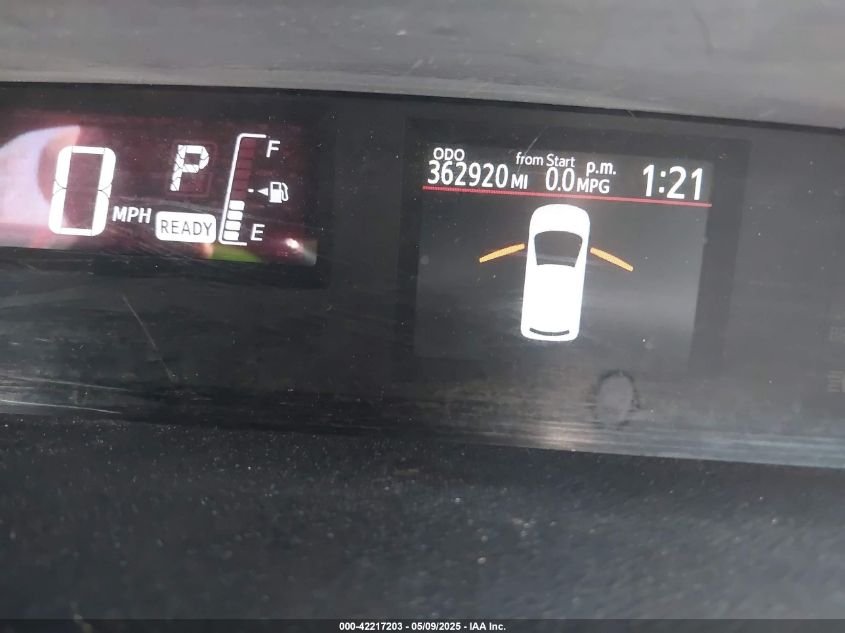 0 MPH
P
READY
F
E
ODO
362920 MI
from Start
0.0 MPG
p.m.
1:21
000-42217203 - 05/09/2025 - IAA Inc.